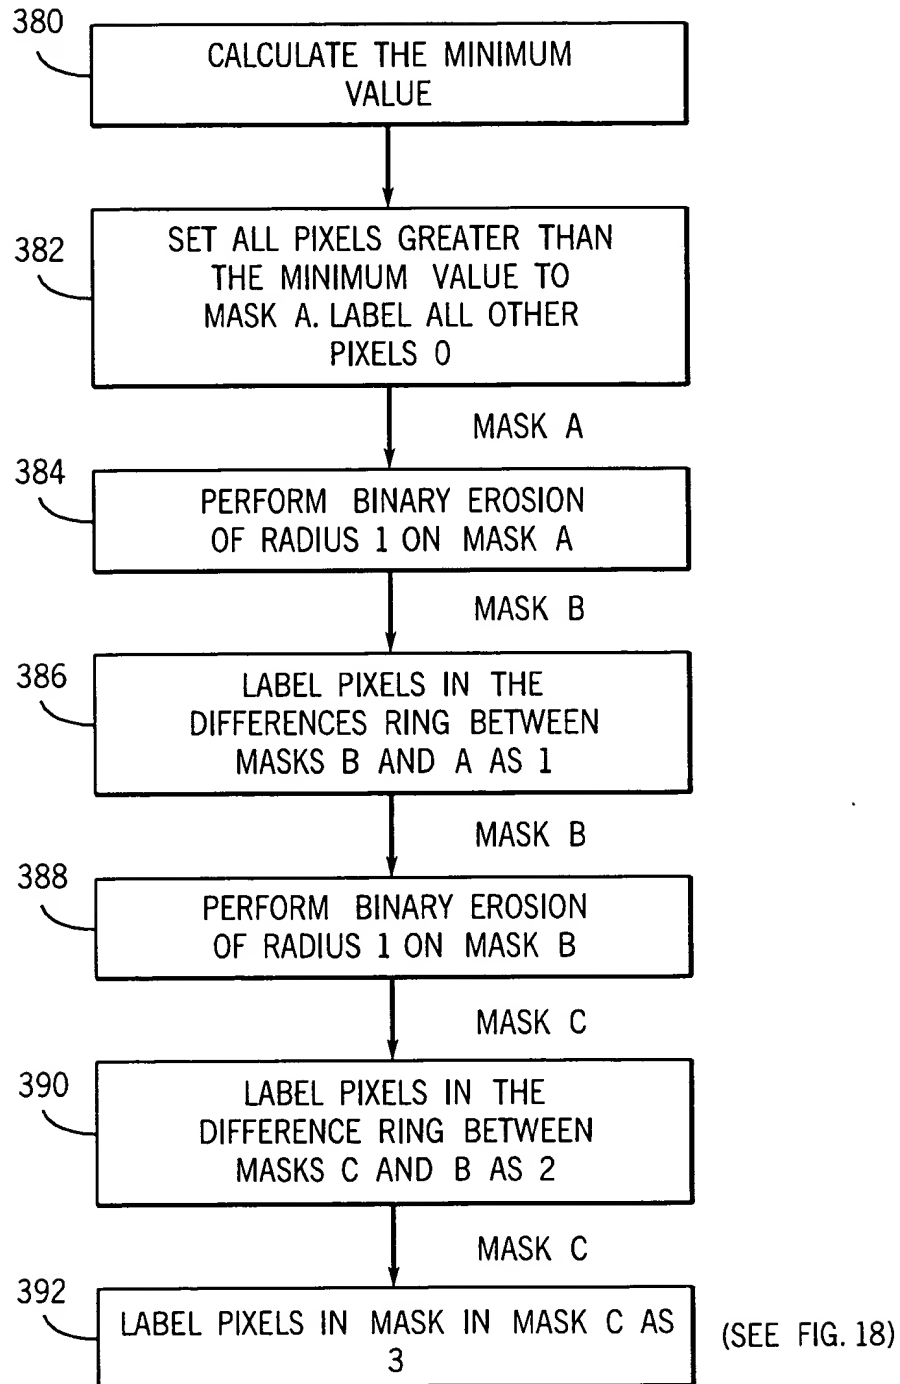 380
CALCULATE THE MINIMUM
VALUE
382
SET ALL PIXELS GREATER THAN
THE MINIMUM VALUE TO
MASK A. LABEL ALL OTHER
PIXELS 0
MASK A
384
PERFORM BINARY EROSION
OF RADIUS 1 ON MASK A
MASK B
386
LABEL PIXELS IN THE
DIFFERENCES RING BETWEEN
MASKS B AND A AS 1
MASK B
388
PERFORM BINARY EROSION
OF RADIUS 1 ON MASK B
MASK C
390
LABEL PIXELS IN THE
DIFFERENCE RING BETWEEN
MASKS C AND B AS 2
MASK C
392
LABEL PIXELS IN MASK IN MASK C AS
3
(SEE FIG. 18)